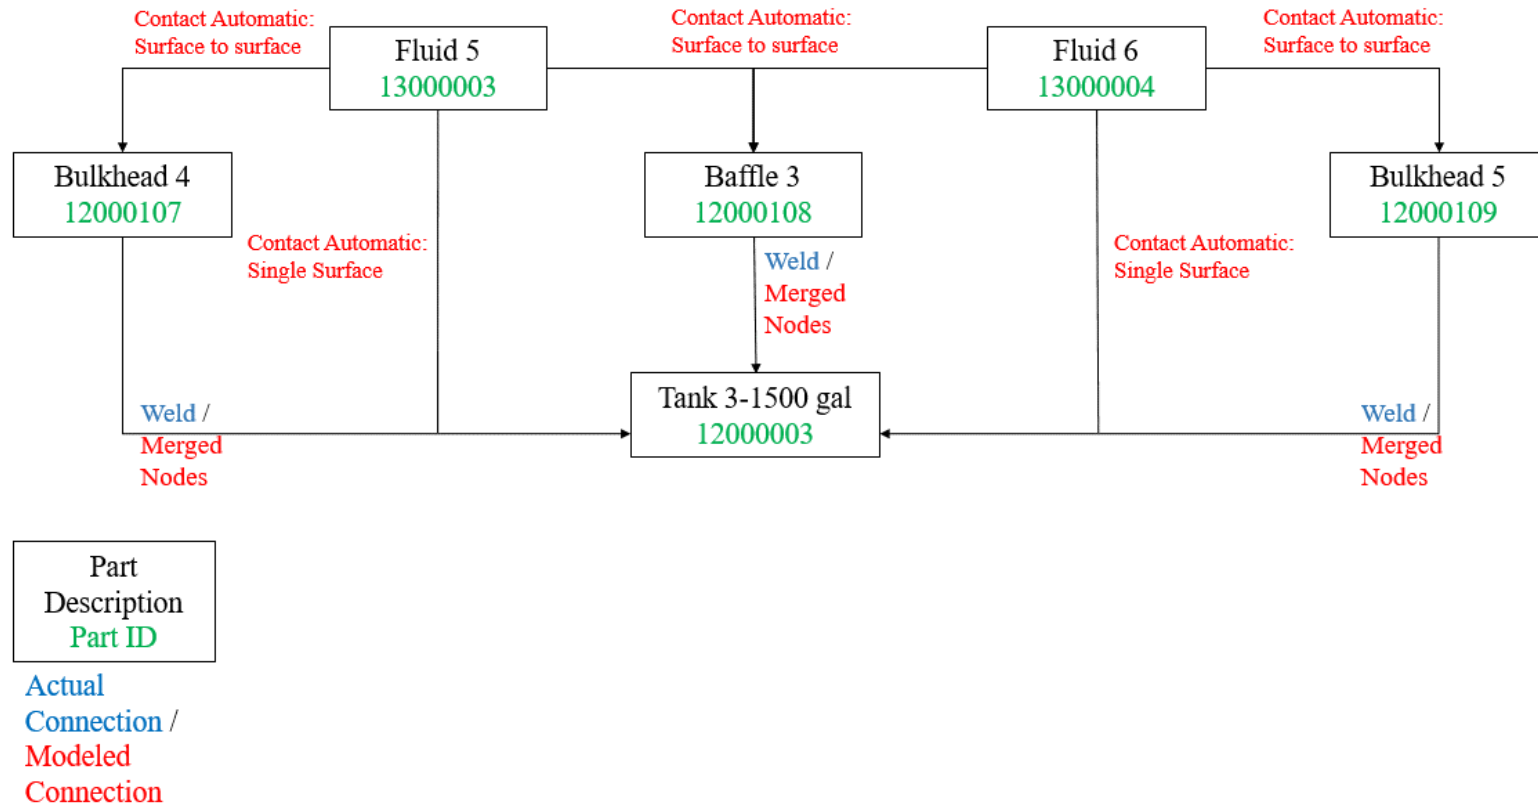 Contact Automatic:
Surface to surface
Fluid 5
13000003
Contact Automatic:
Surface to surface
Fluid 6
13000004
Contact Automatic:
Surface to surface
Bulkhead 4
12000107
Baffle 3
12000108
Bulkhead 5
12000109
Contact Automatic:
Single Surface
Weld /
Merged
Nodes
Contact Automatic:
Single Surface
Weld /
Merged
Nodes
Tank 3-1500 gal
12000003
Weld /
Merged
Nodes
Part
Description
Part ID
Actual
Connection /
Modeled
Connection